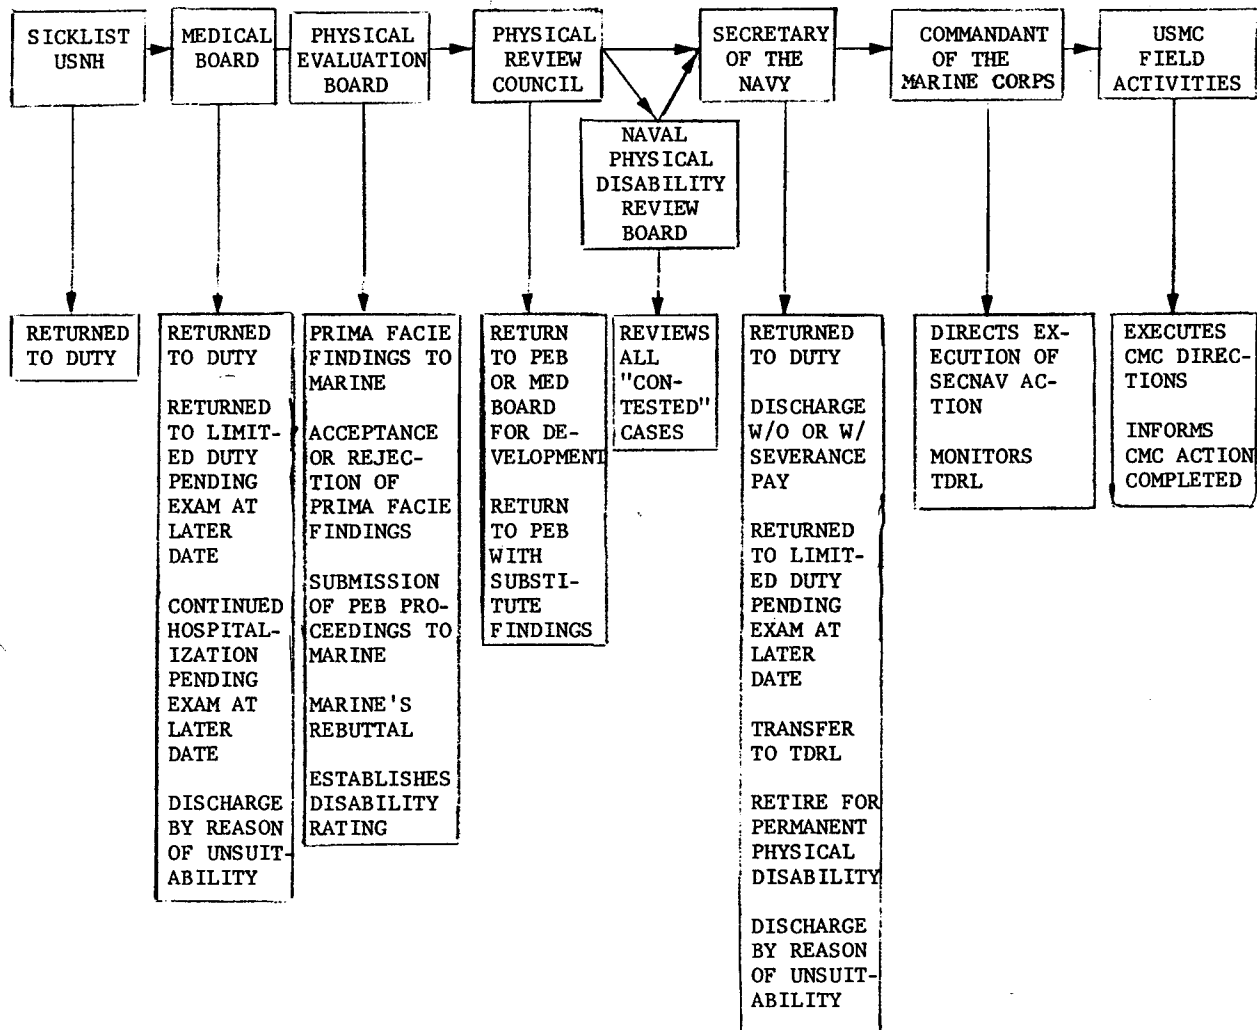 SICKLIST
USNH
MEDICAL
BOARD
PHYSICAL
EVALUATION
BOARD
PHYSICAL
REVIEW
COUNCIL
SECRETARY
OF THE
NAVY
COMMANDANT
OF THE
MARINE CORPS
USMC
FIELD
ACTIVITIES
NAVAL
PHYSICAL
DISABILITY
REVIEW
BOARD
RETURNED
TO DUTY
RETURNED
TO DUTY
RETURNED
TO LIMIT-
ED DUTY
PENDING
EXAM AT
LATER
DATE
CONTINUED
HOSPITAL-
IZATION
PENDING
EXAM AT
LATER
DATE
DISCHARGE
BY REASON
OF UNSUIT-
ABILITY
PRIMA FACIE
FINDINGS TO
MARINE
ACCEPTANCE
OR REJEC-
TION OF
PRIMA FACIE
FINDINGS
SUBMISSION
OF PEB PRO-
CEEDINGS TO
MARINE
MARINE'S
REBUTTAL
ESTABLISHES
DISABILITY
RATING
RETURN
TO PEB
OR MED
BOARD
FOR DE-
VELOPMENT
RETURN
TO PEB
WITH
SUBSTI-
TUTE
FINDINGS
REVIEWS
ALL
"CON-
TESTED"
CASES
RETURNED
TO DUTY
DISCHARGE
W/O OR W/
SEVERANCE
PAY
RETURNED
TO LIMIT-
ED DUTY
PENDING
EXAM AT
LATER
DATE
TRANSFER
TO TDRL
RETIRE FOR
PERMANENT
PHYSICAL
DISABILITY
DISCHARGE
BY REASON
OF UNSUIT-
ABILITY
DIRECTS EX-
ECUTION OF
SECNAV AC-
TION
MONITORS
TDRL
EXECUTES
CMC DIREC-
TIONS
INFORMS
CMC ACTION
COMPLETED